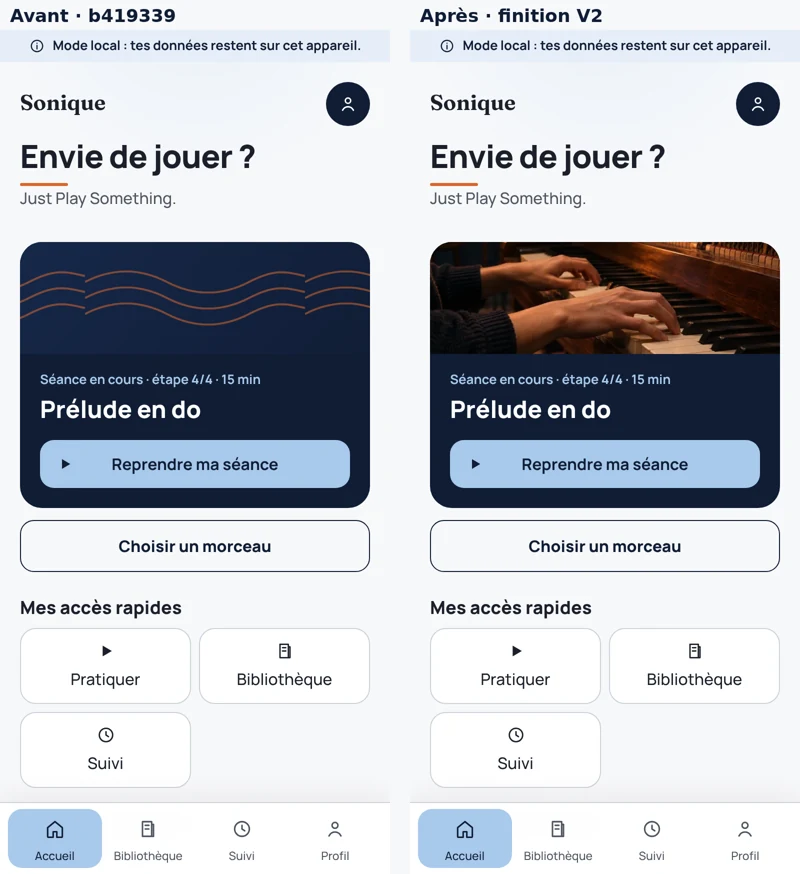 Avant · b419339
Mode local : tes données restent sur cet appareil.
Sonique
Envie de jouer ?
Just Play Something.
Séance en cours · étape 4/4 · 15 min
Prélude en do
Reprendre ma séance
Choisir un morceau
Mes accès rapides
Pratiquer
Bibliothèque
Suivi
Accueil
Bibliothèque
Suivi
Profil
Après · finition V2
Mode local : tes données restent sur cet appareil.
Sonique
Envie de jouer ?
Just Play Something.
Séance en cours · étape 4/4 · 15 min
Prélude en do
Reprendre ma séance
Choisir un morceau
Mes accès rapides
Pratiquer
Bibliothèque
Suivi
Accueil
Bibliothèque
Suivi
Profil